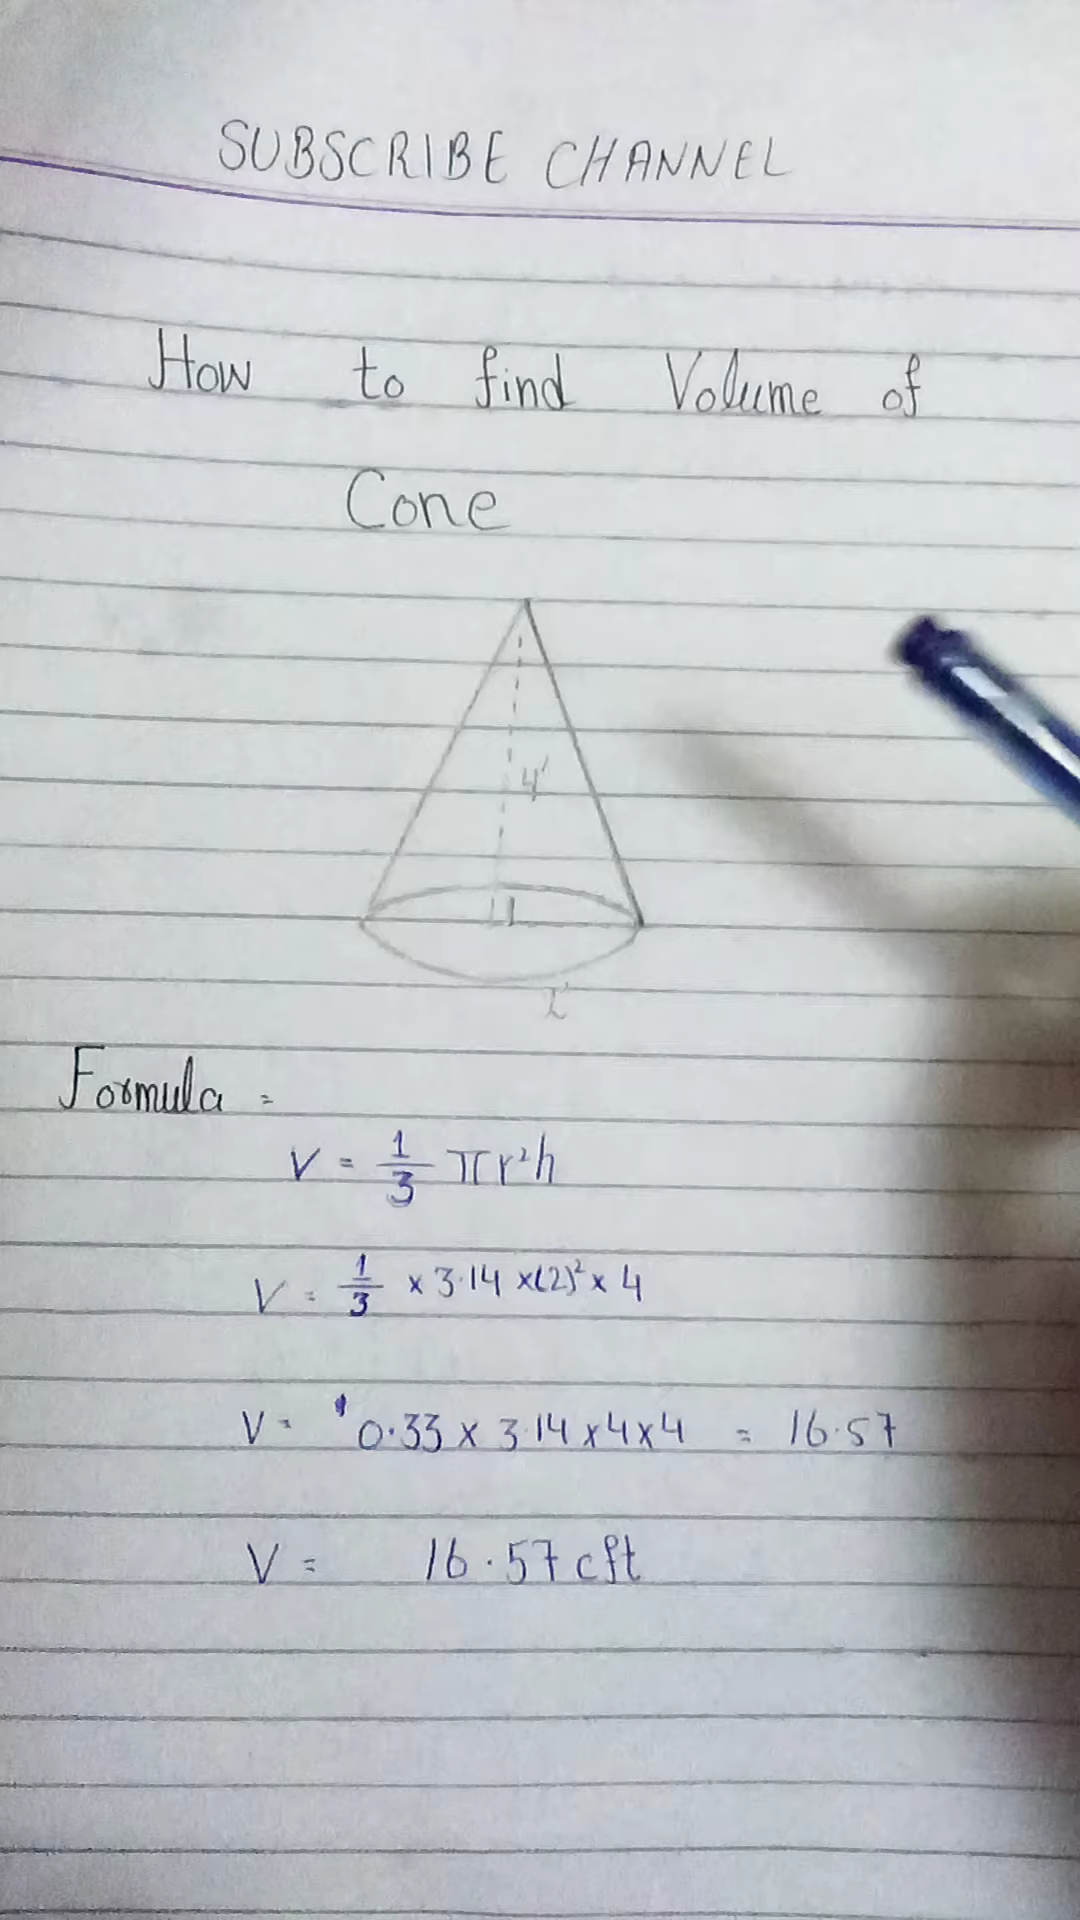 SUBSCRIBE CHANNEL
How to find Volume of
Cone
4'
2'
Formula =
V = 1/3 πr²h
V = 1/3 × 3.14 ×(2)² × 4
V = 0.33 × 3.14 ×4×4 = 16.57
V = 16.57 cft